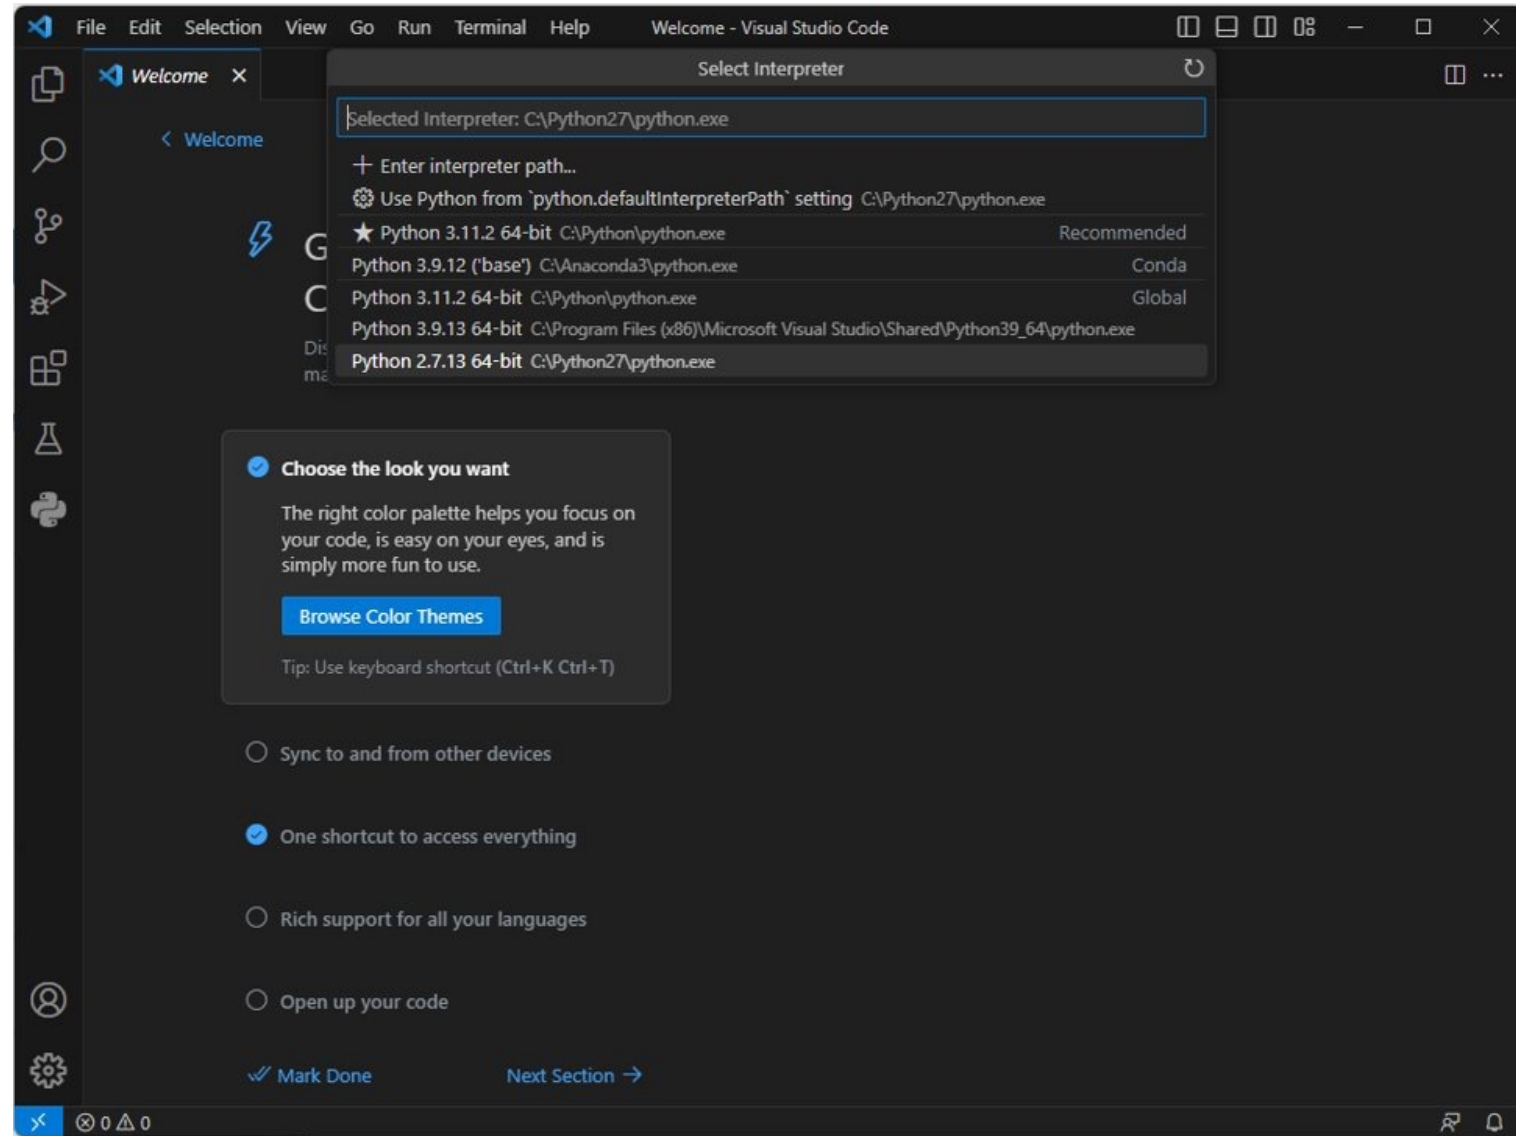 File Edit Selection View Go Run Terminal Help Welcome - Visual Studio Code
Welcome
Select Interpreter
Selected Interpreter: C:\Python27\python.exe
Welcome
Enter interpreter path...
Use Python from `python.defaultInterpreterPath` setting C:\Python27\python.exe
G
Python 3.11.2 64-bit C:\Python\python.exe Recommended
Python 3.9.12 ('base') C:\Anaconda3\python.exe Conda
C
Python 3.11.2 64-bit C:\Python\python.exe Global
Python 3.9.13 64-bit C:\Program Files (x86)\Microsoft Visual Studio\Shared\Python39_64\python.exe
Dis
Python 2.7.13 64-bit C:\Python27\python.exe
ma
Choose the look you want
The right color palette helps you focus on
your code, is easy on your eyes, and is
simply more fun to use.
Browse Color Themes
Tip: Use keyboard shortcut (Ctrl+K Ctrl+T)
Sync to and from other devices
One shortcut to access everything
Rich support for all your languages
Open up your code
Mark Done Next Section
0 0